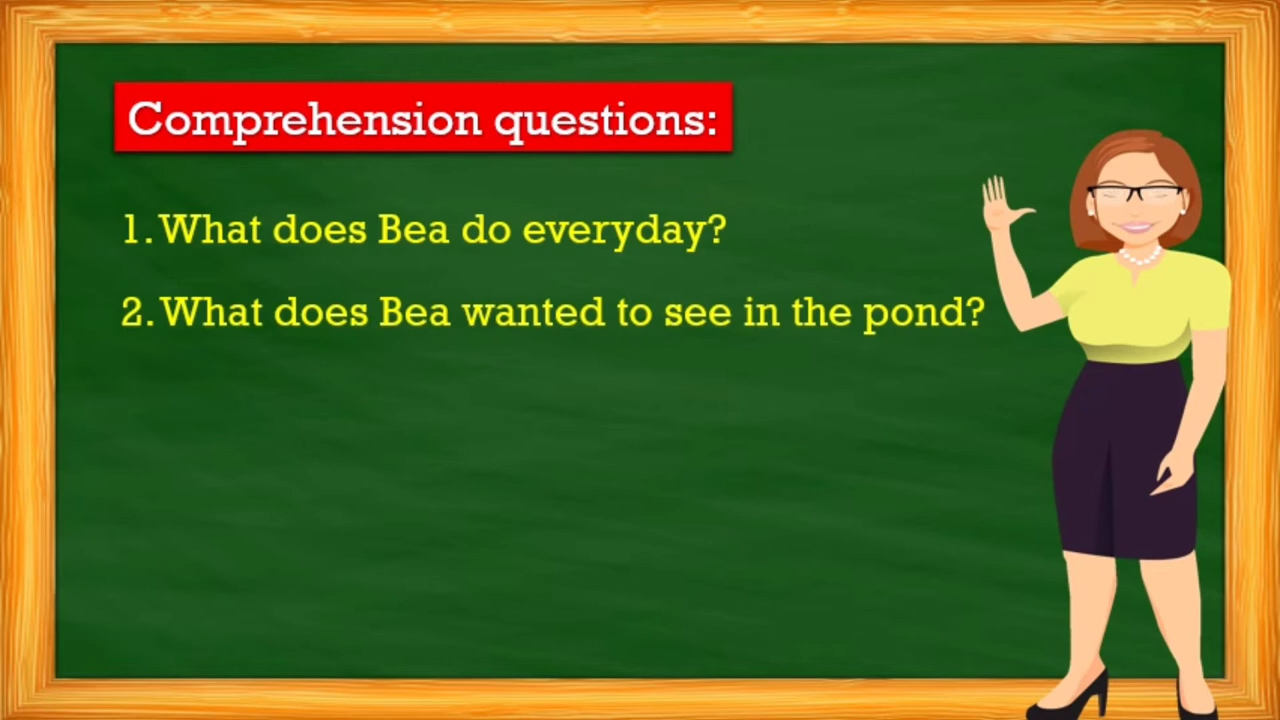 Comprehension questions:
1. What does Bea do everyday?
2. What does Bea wanted to see in the pond?